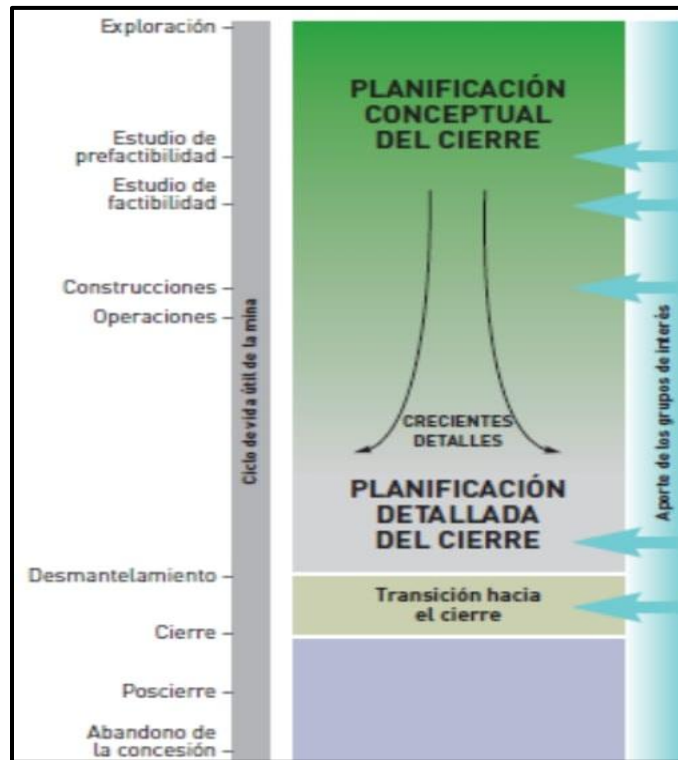 Exploración
PLANIFICACIÓN
CONCEPTUAL
DEL CIERRE
Estudio de
prefactibilidad
Estudio de
factibilidad
Construcciones
Operaciones
Ciclo de vida útil de la mina
Aporte de los grupos de interés
CRECIENTES
DETALLES
PLANIFICACIÓN
DETALLADA
DEL CIERRE
Desmantelamiento
Transición hacia
el cierre
Cierre
Poscierre
Abandono de
la concesión